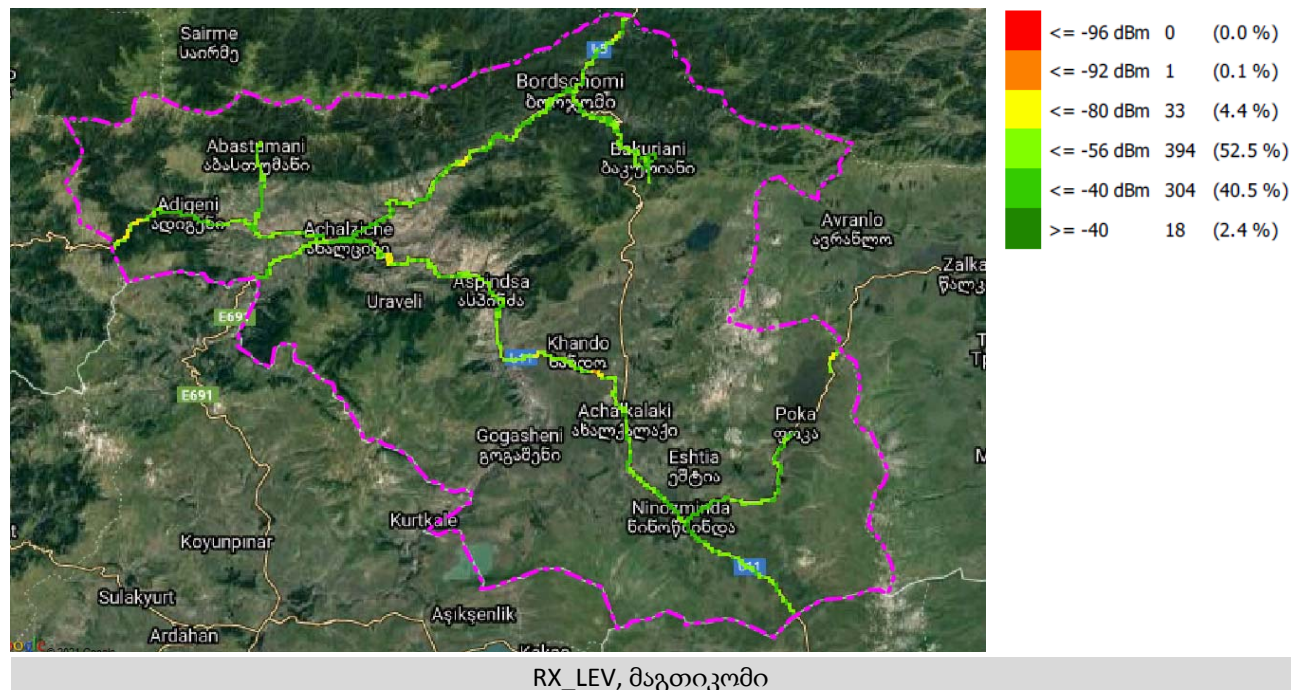 Sairme
საირმე
Bordschomi
ბორჯომი
Abastumani
აბასთუმანი
Bakuriani
ბაკურიანი
Adigeni
ადიგენი
Achalziche
ახალციხე
Avranlo
ავრანლო
Zalka
Aspindsa
ასპინძა
Uraveli
E691
Khando
ხანდო
E691
Achalkalaki
ახალქალაქი
Poka
ფოკა
Gogasheni
გოგაშენი
Eshtia
ეშტია
Ninozminda
ნინოწმინდა
Kurtkale
Koyunpınar
Sulakyurt
Aşıkşenlik
Ardahan
<= -96 dBm 0 (0.0 %)
<= -92 dBm 1 (0.1 %)
<= -80 dBm 33 (4.4 %)
<= -56 dBm 394 (52.5 %)
<= -40 dBm 304 (40.5 %)
>= -40 18 (2.4 %)
RX_LEV, მაგთიკომი